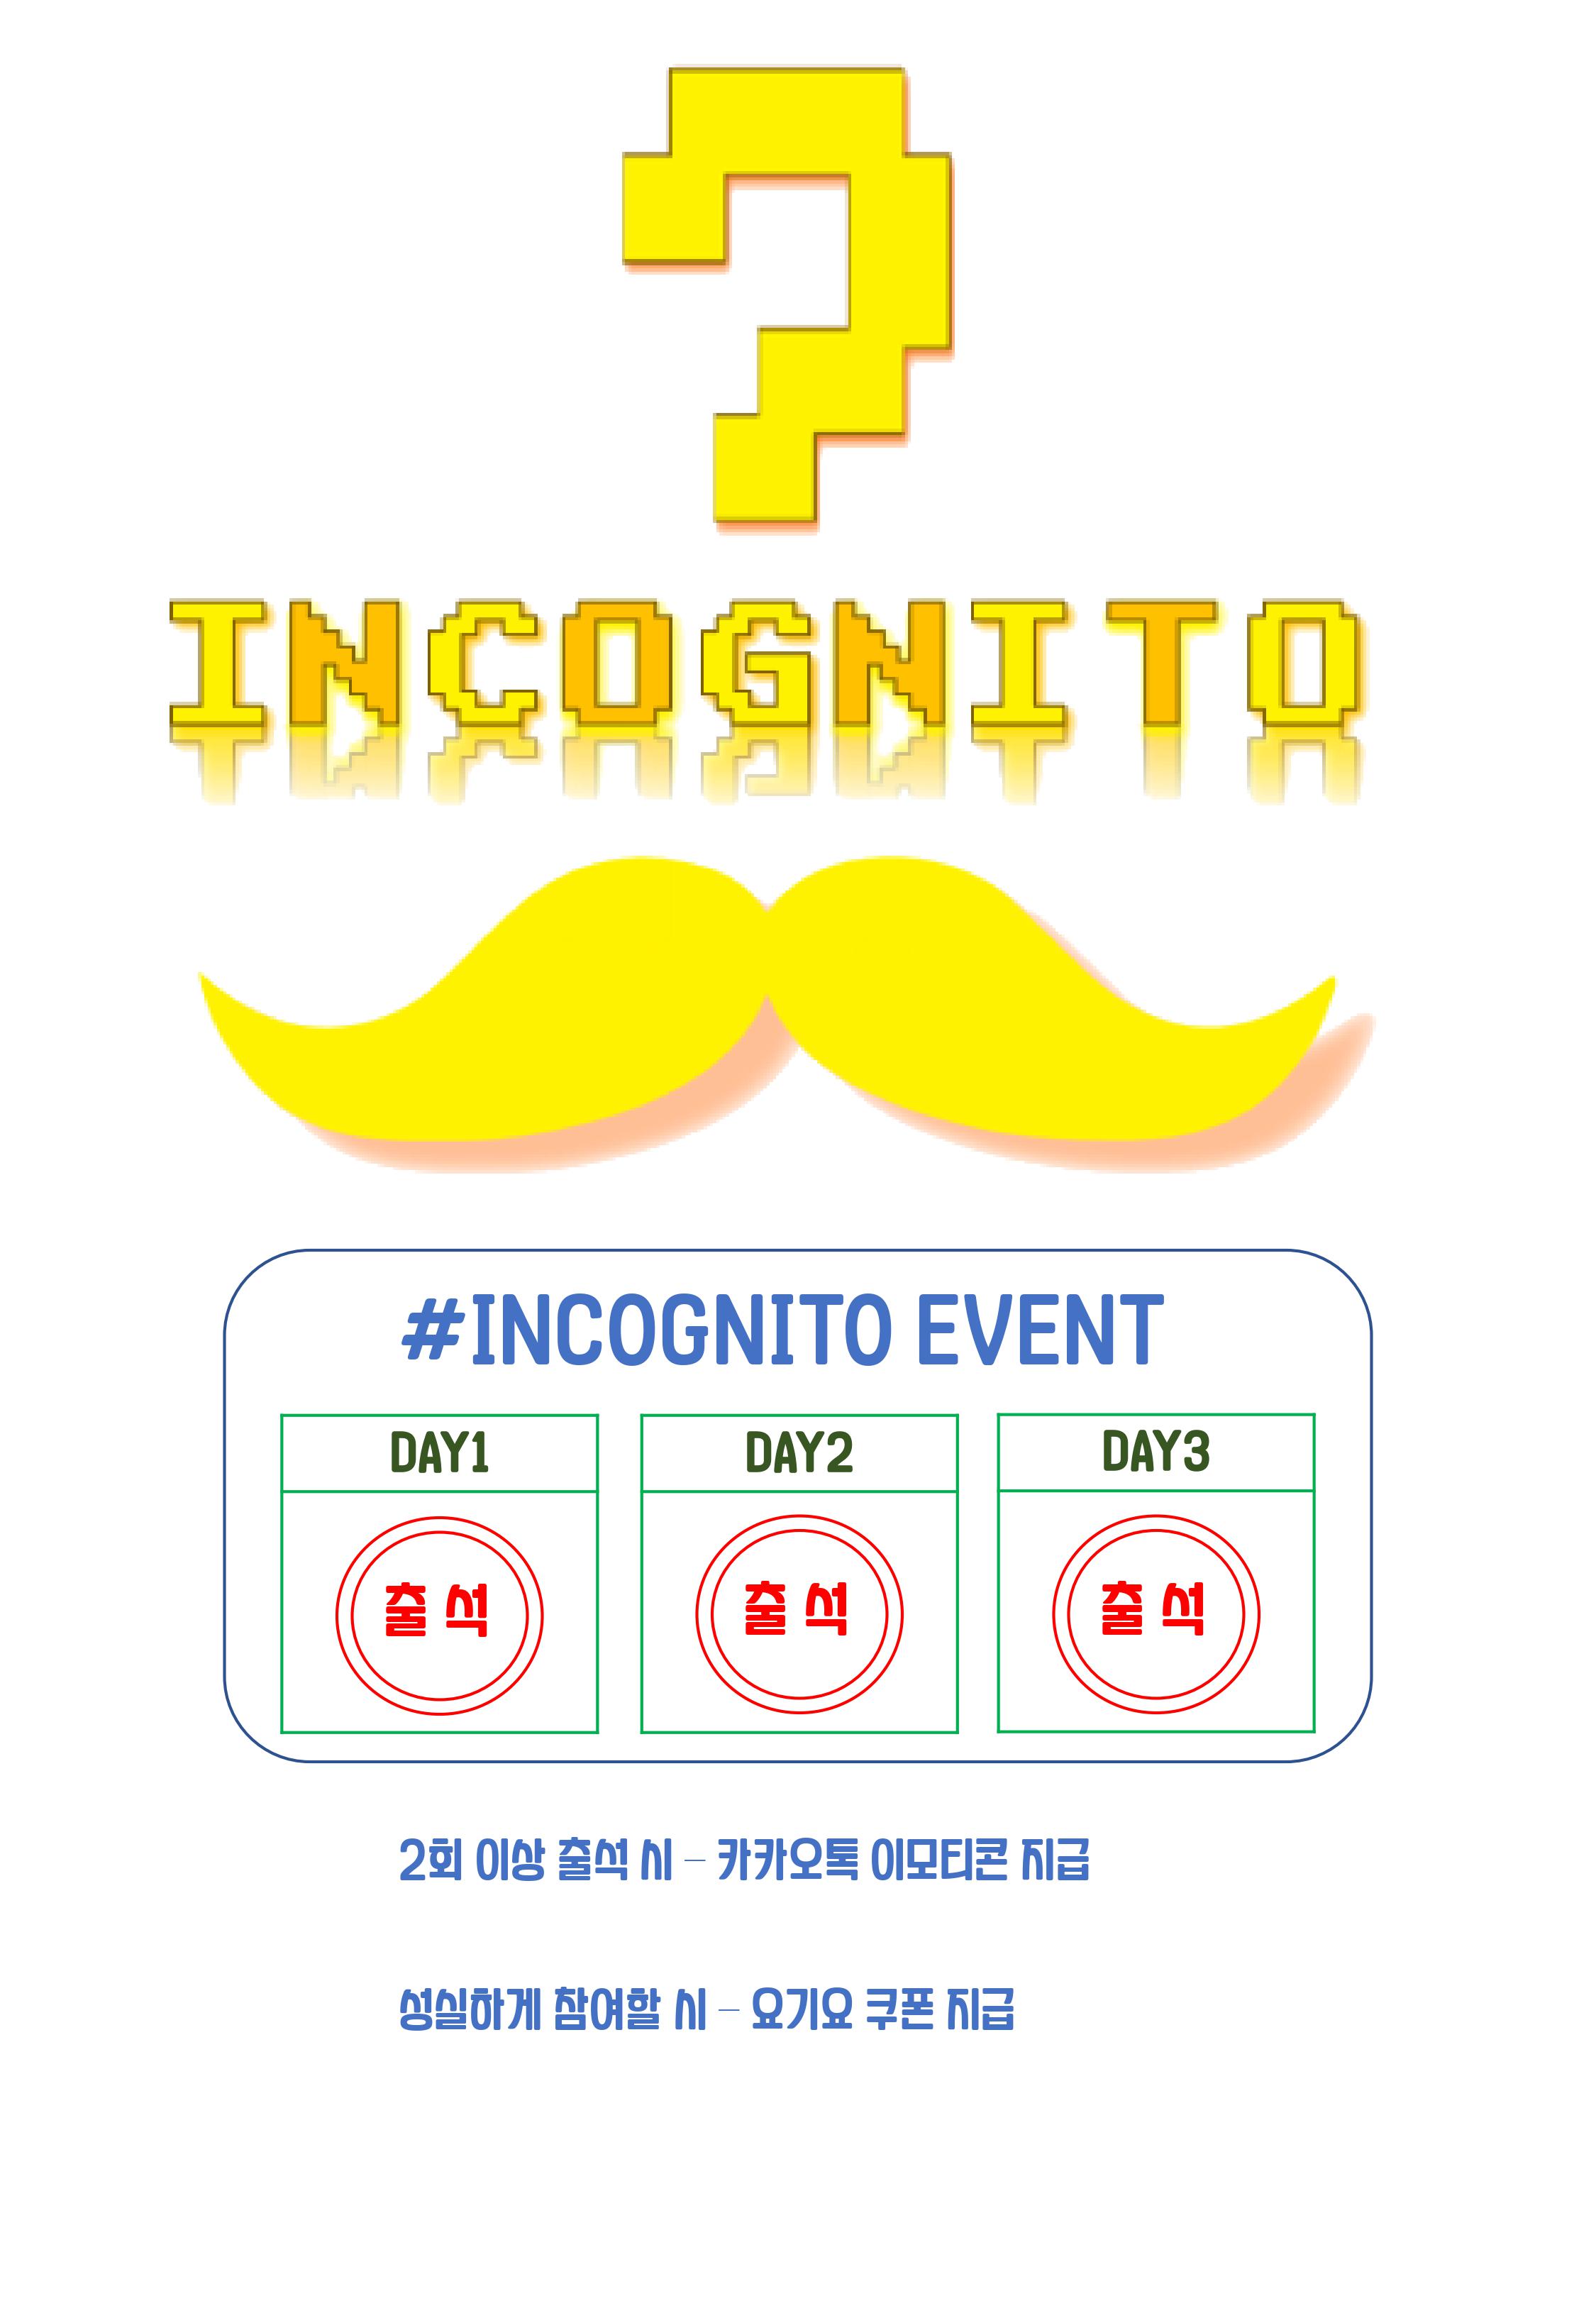 ?
INCOGNITO
#INCOGNITO EVENT
DAY1
DAY2
DAY3
출 석
출 석
출 석
2회 이상 출석 시 – 카카오톡 이모티콘 지급
성실하게 참여할 시 – 요기요 쿠폰 지급